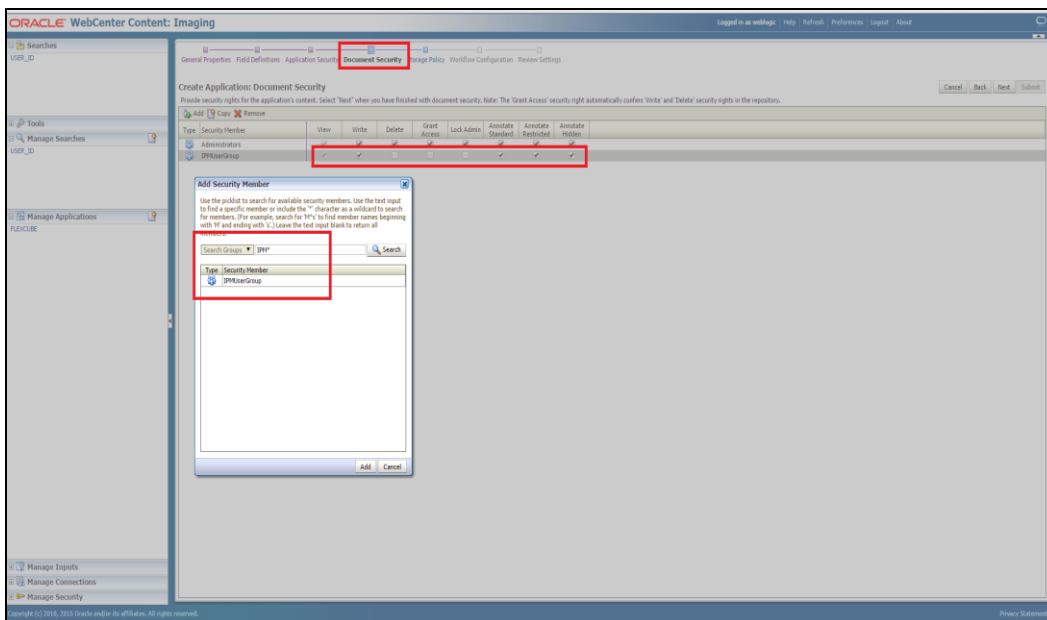 ORACLE WebCenter Content: Imaging
Logged in as weblogic Help Refresh Preferences Logout About
Searches
USER_ID
Tools
Manage Searches
USER_ID
Manage Applications
FLEXCUBE
Manage Inputs
Manage Connections
Manage Security
General Properties Field Definitions Application Security Document Security Storage Policy Workflow Configuration Review Settings
Create Application: Document Security
Cancel Back Next Submit
Provide security rights for the application's content. Select "Next" when you have finished with document security. Note: The 'Grant Access' security right automatically confers 'Write' and 'Delete' security rights in the repository.
Add Copy Remove
Type Security Member View Write Delete Grant Access Lock Admin Annotate Standard Annotate Restricted Annotate Hidden
Administrators
IPMUserGroup
Add Security Member
Use the picklist to search for available security members. Use the text input
to find a specific member or include the '*' character as a wildcard to search
for members. (For example, search for 'M*s' to find member names beginning
with 'M' and ending with 's'.) Leave the text input blank to return all
members.
Search Groups IPM* Search
Type Security Member
IPMUserGroup
Add Cancel
Copyright (c) 2010, 2015 Oracle and/or its affiliates. All rights reserved.
Privacy Statement